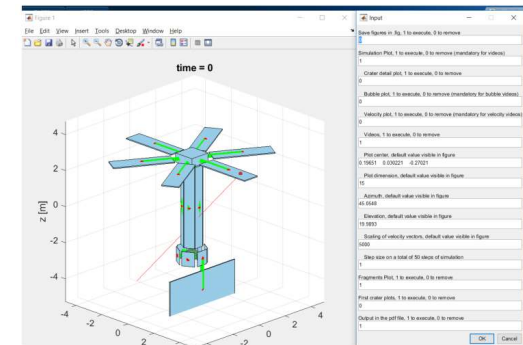 Figure 1
File Edit View Insert Tools Desktop Window Help
time = 0
z [m]
4
2
0
-2
-4
-4
-2
0
2
0
2
4
Input
Save figures in .fig, 1 to execute, 0 to remove
0
Simulation Plot, 1 to execute, 0 to remove (mandatory for videos)
1
Crater detail plot, 1 to execute, 0 to remove
0
Bubble plot, 1 to execute, 0 to remove (mandatory for bubble videos)
0
Velocity plot, 1 to execute, 0 to remove (mandatory for velocity videos)
0
Videos, 1 to execute, 0 to remove
1
Plot center, default value visible in figure
0.19651 0.030221 -0.27021
Plot dimension, default value visible in figure
15
Azimuth, default value visible in figure
Elevation, default value visible in figure
19.5893
Scaling of velocity vectors, default value visible in figure
5000
Step size on a total of 50 steps of simulation
1
Fragments Plot, 1 to execute, 0 to remove
1
First crater plots, 1 to execute, 0 to remove
0
Output in the pdf file, 1 to execute, 0 to remove
1
OK Cancel